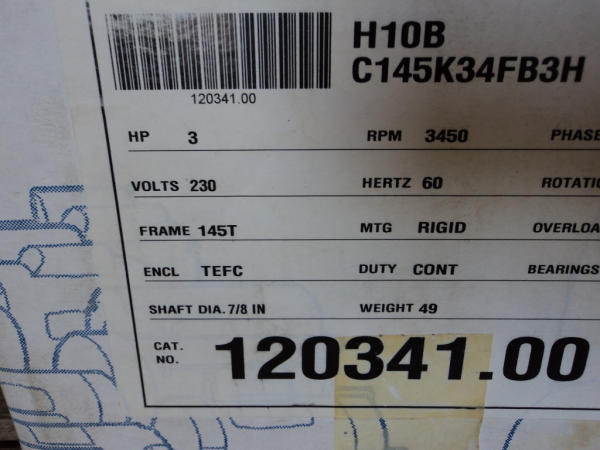 H10B
C145K34FB3H
120341.00
HP 3 RPM 3450 PHASE
VOLTS 230 HERTZ 60 ROTATIO
FRAME 145T MTG RIGID OVERLOA
ENCL TEFC DUTY CONT BEARINGS
SHAFT DIA. 7/8 IN WEIGHT 49
CAT.
NO. 120341.00